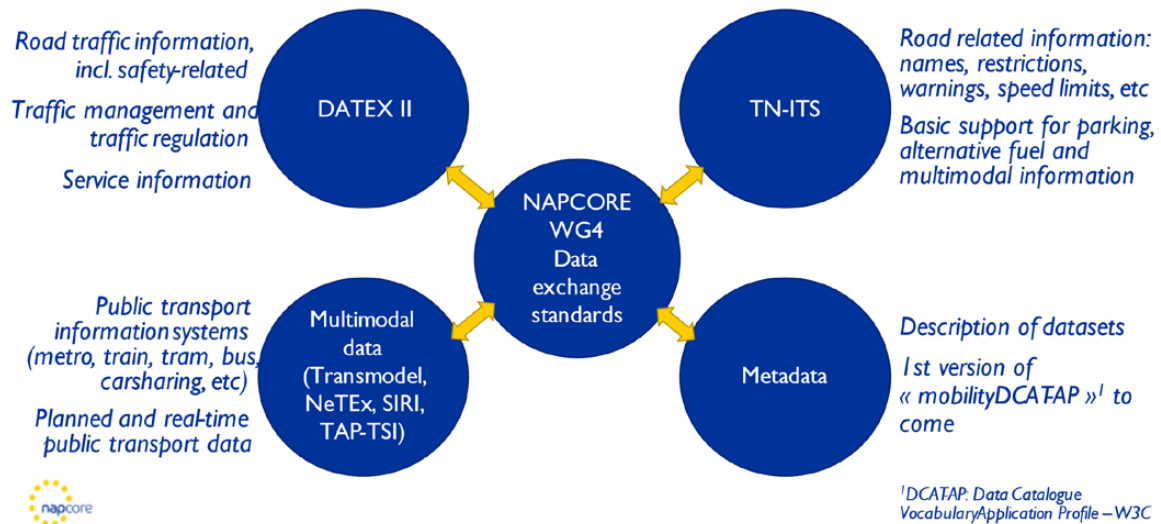 Road traffic information,
incl. safety-related
Traffic management and
traffic regulation
Service information
DATEX II
TN-ITS
Road related information:
names, restrictions,
warnings, speed limits, etc
Basic support for parking,
alternative fuel and
multimodal information
NAPCORE
WG4
Data
exchange
standards
Public transport
information systems
(metro, train, tram, bus,
carsharing, etc)
Planned and real-time
public transport data
Multimodal
data
(Transmodel,
NeTEx, SIRI,
TAP-TSI)
Metadata
Description of datasets
1st version of
« mobilityDCAT-AP »¹ to
come
napcore
¹DCAT-AP: Data Catalogue
Vocabulary Application Profile – W3C